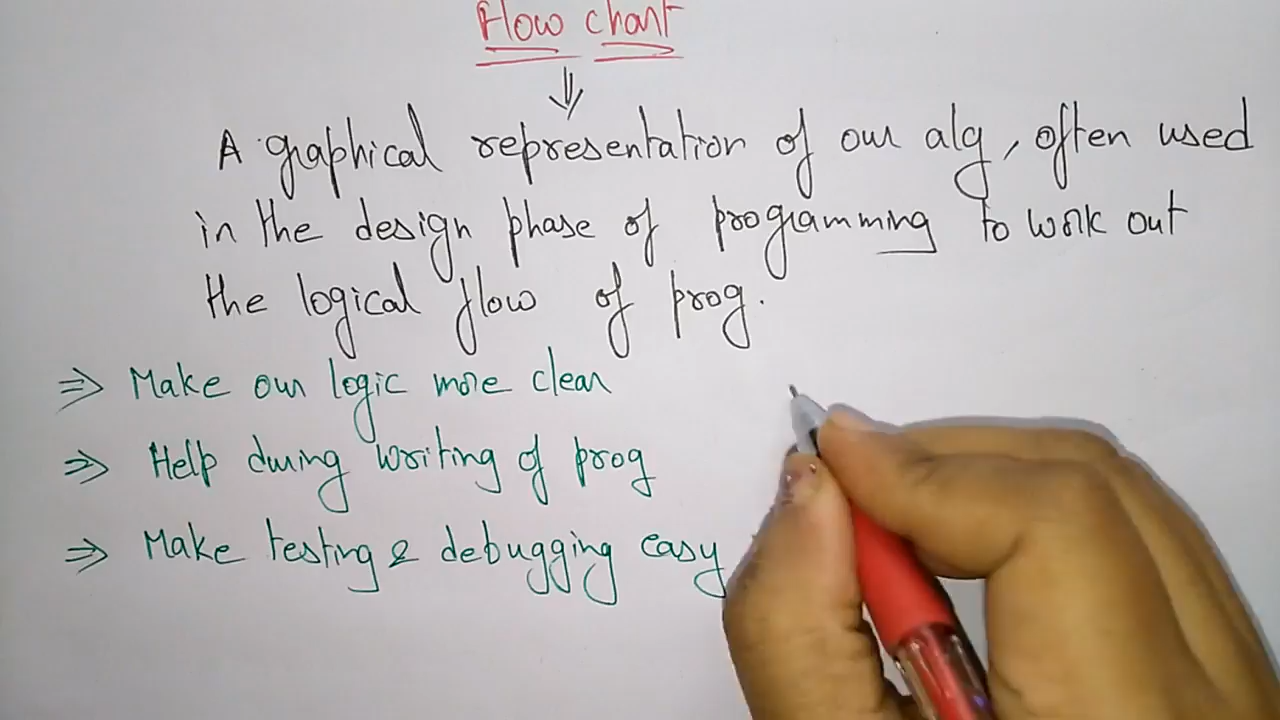 Flow chart
A graphical representation of our alg, often used
in the design phase of programming to work out
the logical flow of prog.
⇒ Make our logic more clear
⇒ Help during writing of prog
⇒ Make testing & debugging easy